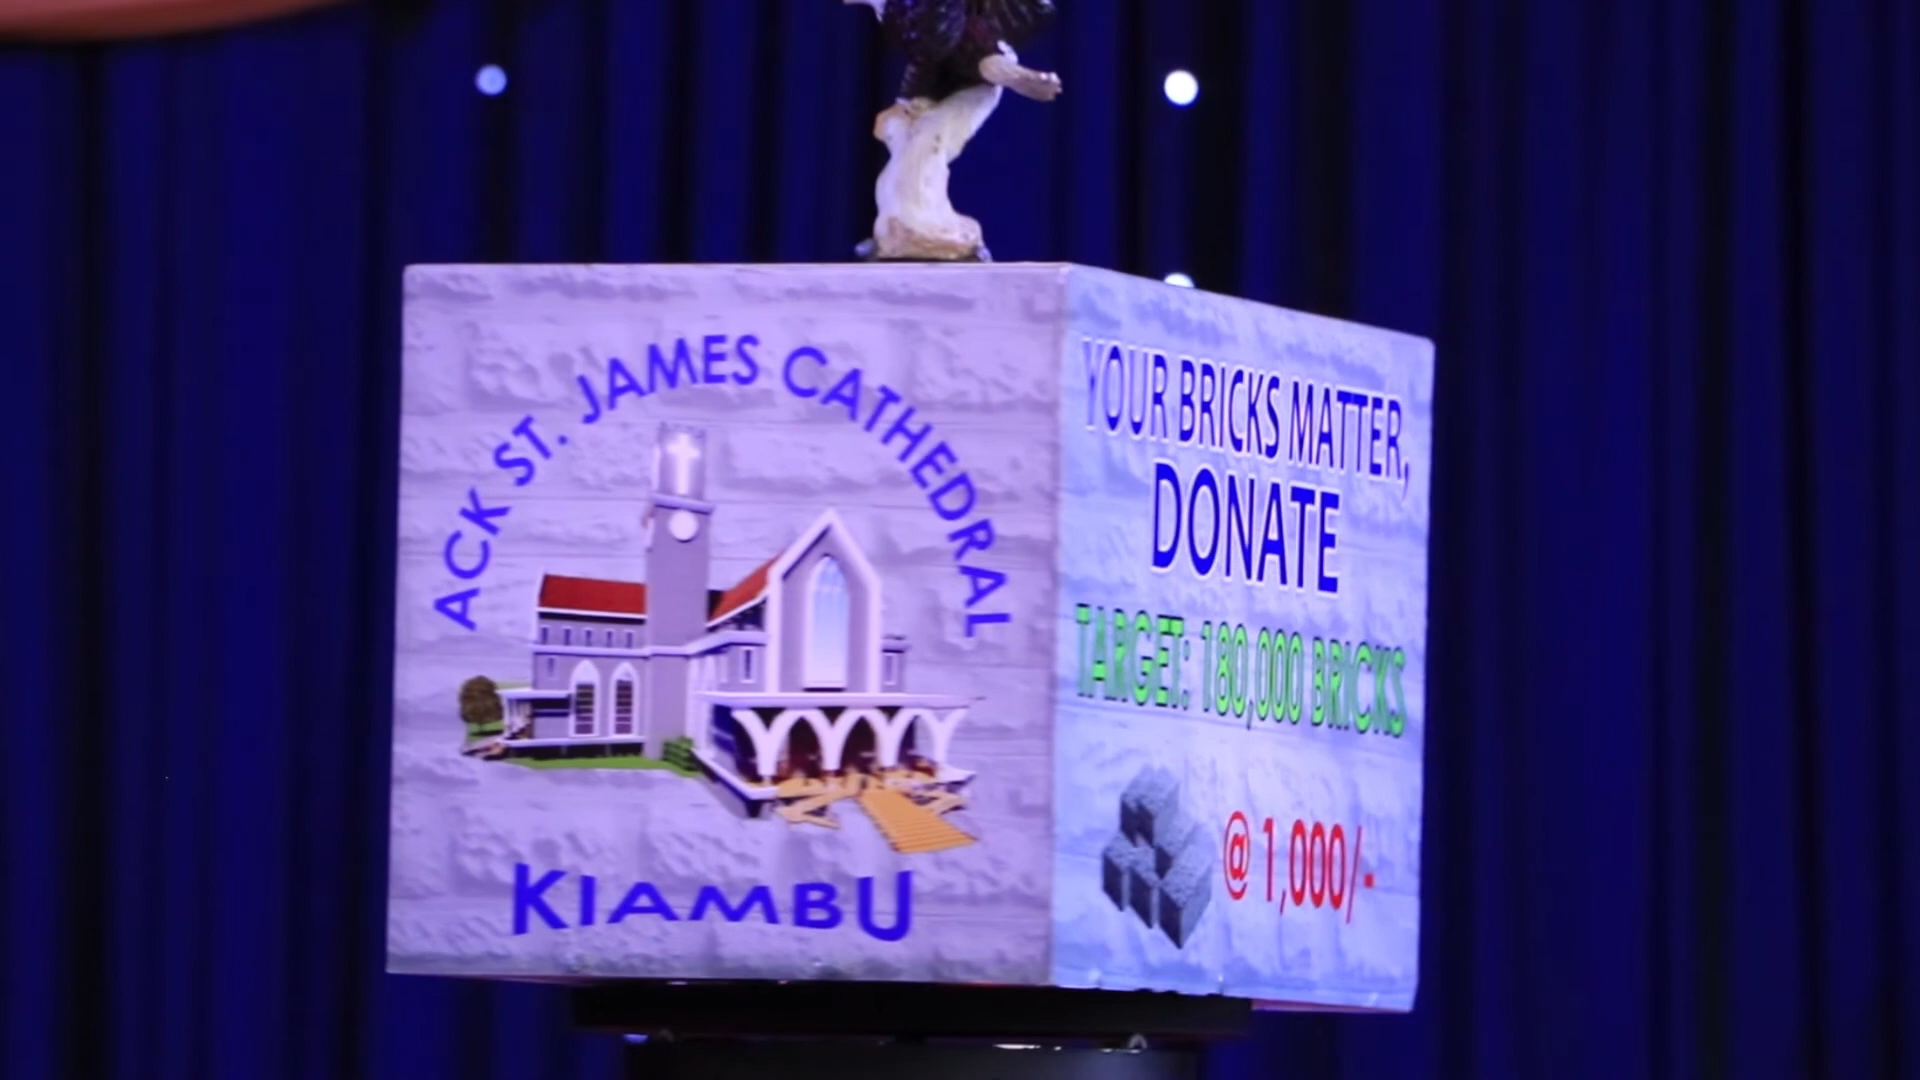 ACK ST. JAMES CATHEDRAL
KIAMBU
YOUR BRICKS MATTER,
DONATE
TARGET: 180,000 BRICKS
@ 1,000/-